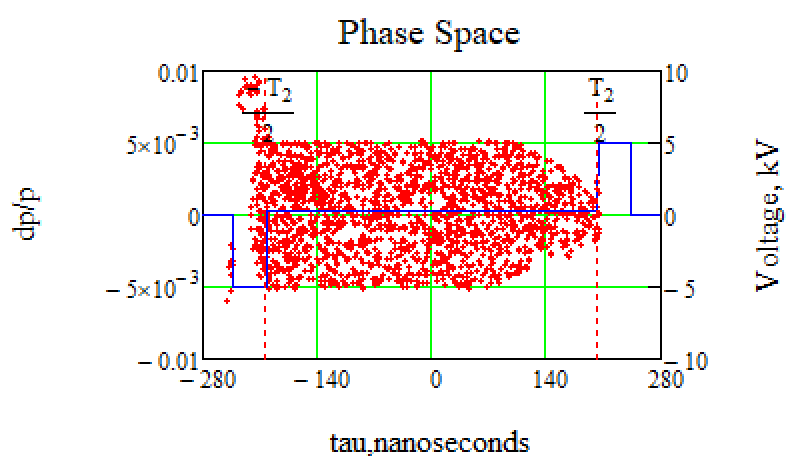 Phase Space
0.01
5×10⁻³
0
− 5×10⁻³
− 0.01
dp/p
− T₂
2
T₂
2
10
5
0
− 5
− 10
Voltage, kV
− 280
− 140
0
140
280
tau,nanoseconds